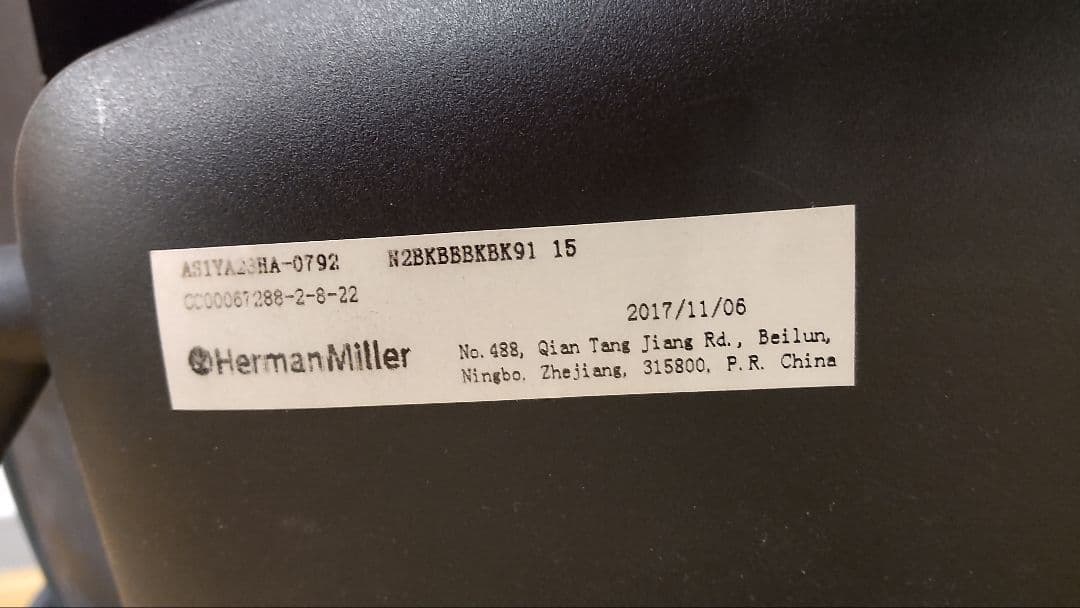 AS1YA23HA-0792 N2BKBBBKBK91 15
CC00067288-2-8-22
2017/11/06
HermanMiller
No. 488, Qian Tang Jiang Rd., Beilun,
Ningbo, Zhejiang, 315800, P. R. China